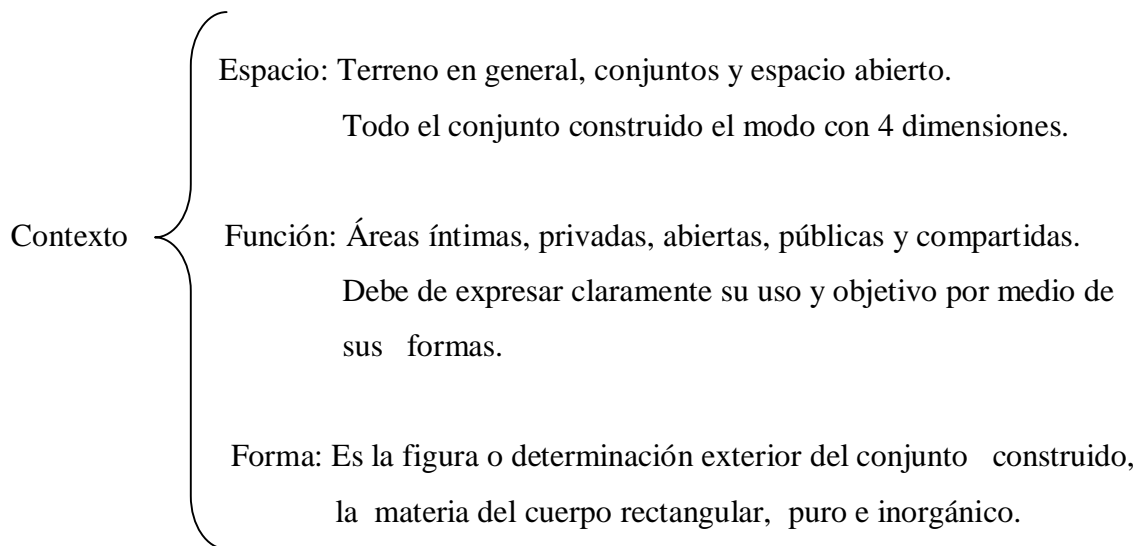 Espacio: Terreno en general, conjuntos y espacio abierto.
Todo el conjunto construido el modo con 4 dimensiones.
Contexto
Función: Áreas íntimas, privadas, abiertas, públicas y compartidas.
Debe de expresar claramente su uso y objetivo por medio de
sus formas.
Forma: Es la figura o determinación exterior del conjunto construido,
la materia del cuerpo rectangular, puro e inorgánico.